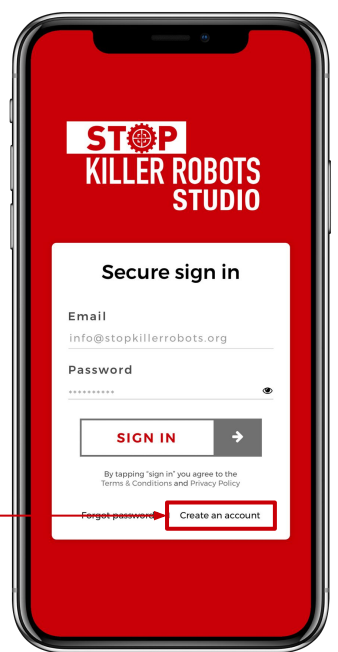 STOP
KILLER ROBOTS
STUDIO
Secure sign in
Email
info@stopkillerrobots.org
Password
SIGN IN
By tapping "sign in" you agree to the
Terms & Conditions and Privacy Policy
Forgot password
Create an account